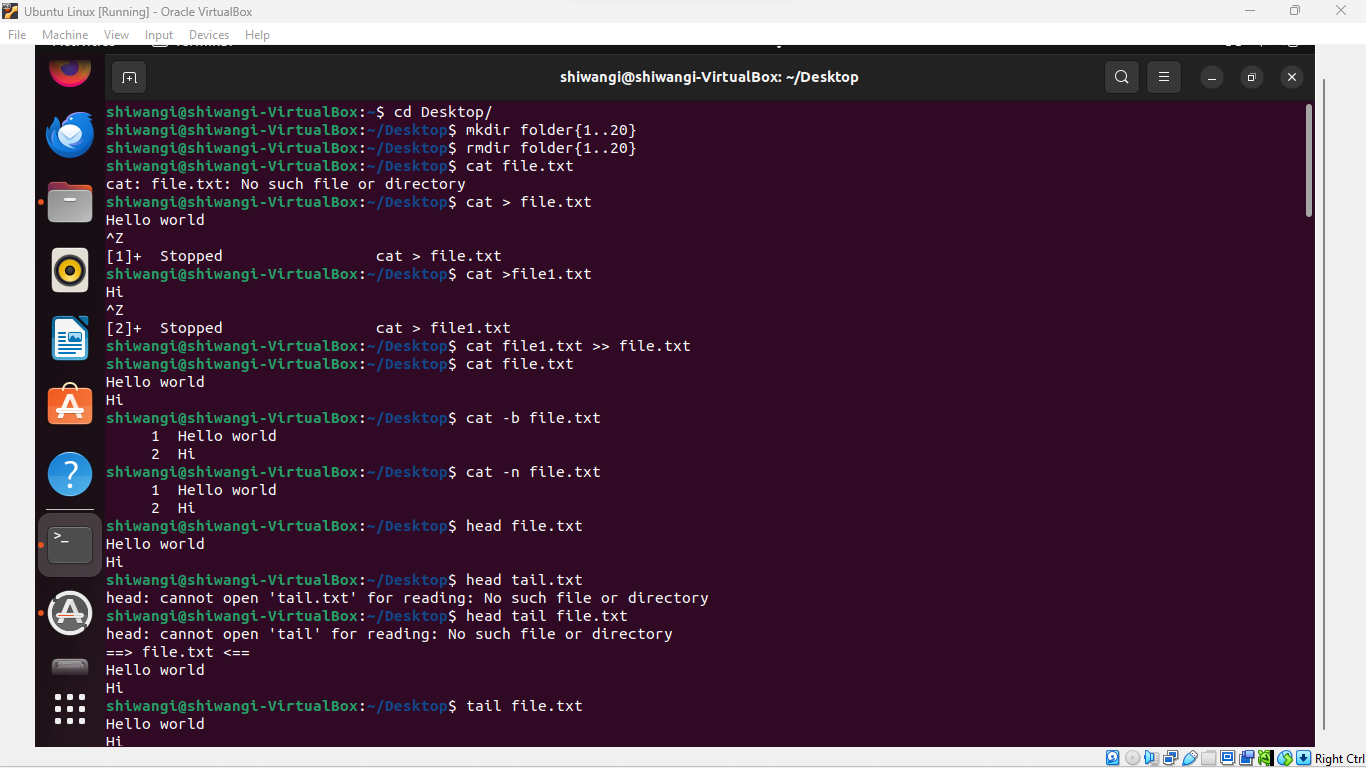 Ubuntu Linux [Running] - Oracle VirtualBox
File Machine View Input Devices Help
shiwangi@shiwangi-VirtualBox: ~/Desktop
shiwangi@shiwangi-VirtualBox:~$ cd Desktop/
shiwangi@shiwangi-VirtualBox:~/Desktop$ mkdir folder{1..20}
shiwangi@shiwangi-VirtualBox:~/Desktop$ rmdir folder{1..20}
shiwangi@shiwangi-VirtualBox:~/Desktop$ cat file.txt
cat: file.txt: No such file or directory
shiwangi@shiwangi-VirtualBox:~/Desktop$ cat > file.txt
Hello world
^Z
[1]+  Stopped                 cat > file.txt
shiwangi@shiwangi-VirtualBox:~/Desktop$ cat >file1.txt
Hi
^Z
[2]+  Stopped                 cat > file1.txt
shiwangi@shiwangi-VirtualBox:~/Desktop$ cat file1.txt >> file.txt
shiwangi@shiwangi-VirtualBox:~/Desktop$ cat file.txt
Hello world
Hi
shiwangi@shiwangi-VirtualBox:~/Desktop$ cat -b file.txt
     1  Hello world
     2  Hi
shiwangi@shiwangi-VirtualBox:~/Desktop$ cat -n file.txt
     1  Hello world
     2  Hi
shiwangi@shiwangi-VirtualBox:~/Desktop$ head file.txt
Hello world
Hi
shiwangi@shiwangi-VirtualBox:~/Desktop$ head tail.txt
head: cannot open 'tail.txt' for reading: No such file or directory
shiwangi@shiwangi-VirtualBox:~/Desktop$ head tail file.txt
head: cannot open 'tail' for reading: No such file or directory
==> file.txt <==
Hello world
Hi
shiwangi@shiwangi-VirtualBox:~/Desktop$ tail file.txt
Hello world
Hi
Right Ctrl